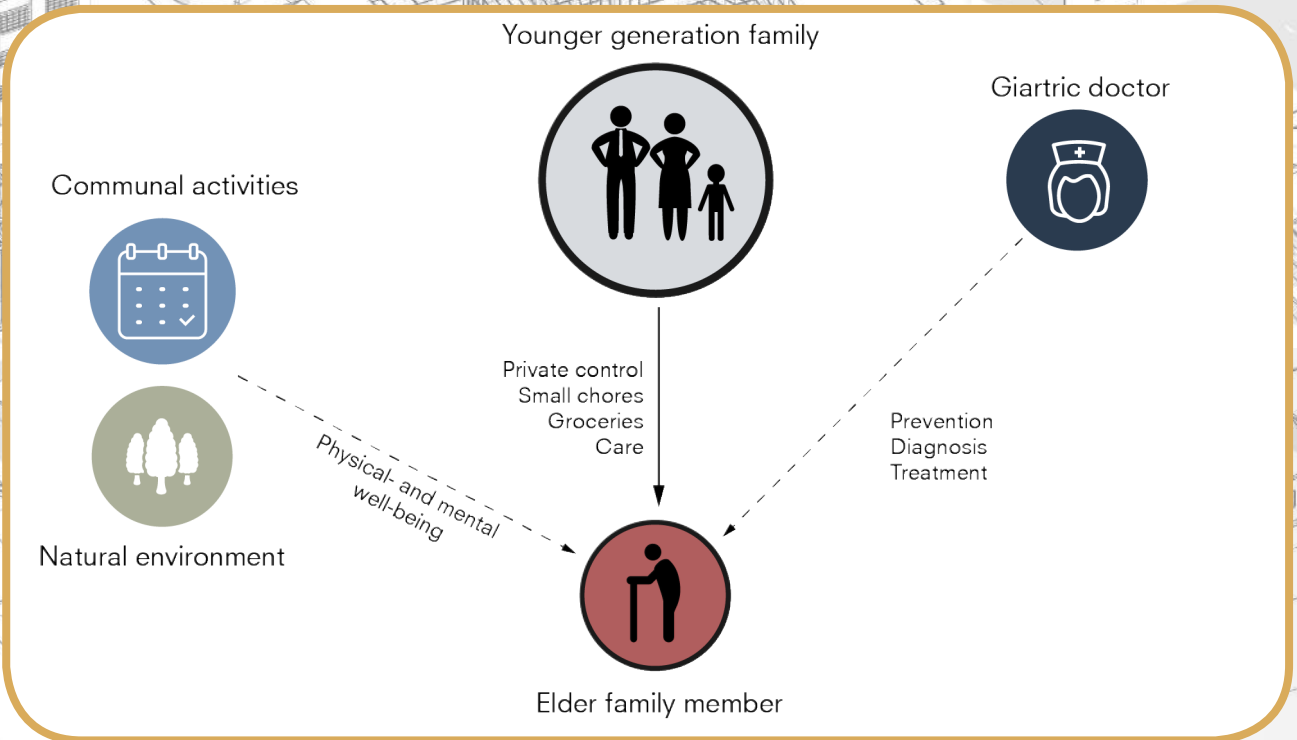 Younger generation family
Giartric doctor
Communal activities
Private control
Small chores
Groceries
Care
Prevention
Diagnosis
Treatment
Physical- and mental
well-being
Natural environment
Elder family member